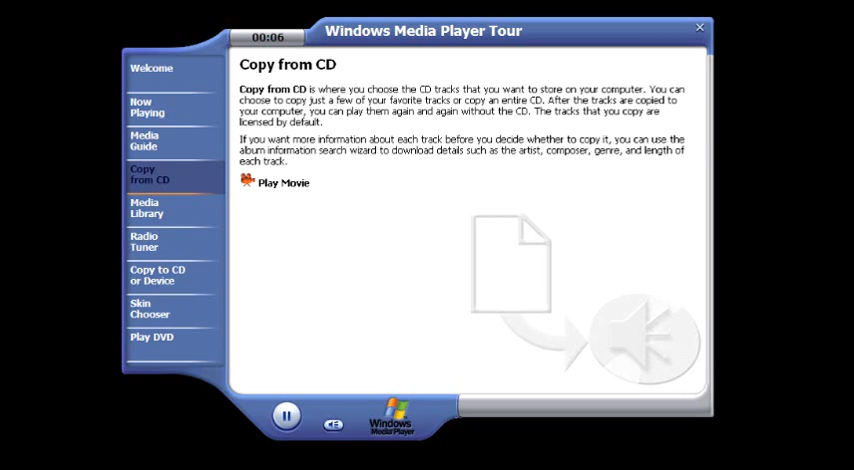 00:06
Windows Media Player Tour
Welcome
Now
Playing
Media
Guide
Copy
from CD
Media
Library
Radio
Tuner
Copy to CD
or Device
Skin
Chooser
Play DVD
Copy from CD
Copy from CD is where you choose the CD tracks that you want to store on your computer. You can
choose to copy just a few of your favorite tracks or copy an entire CD. After the tracks are copied to
your computer, you can play them again and again without the CD. The tracks that you copy are
licensed by default.
If you want more information about each track before you decide whether to copy it, you can use the
album information search wizard to download details such as the artist, composer, genre, and length of
each track.
Play Movie
Windows
Media Player